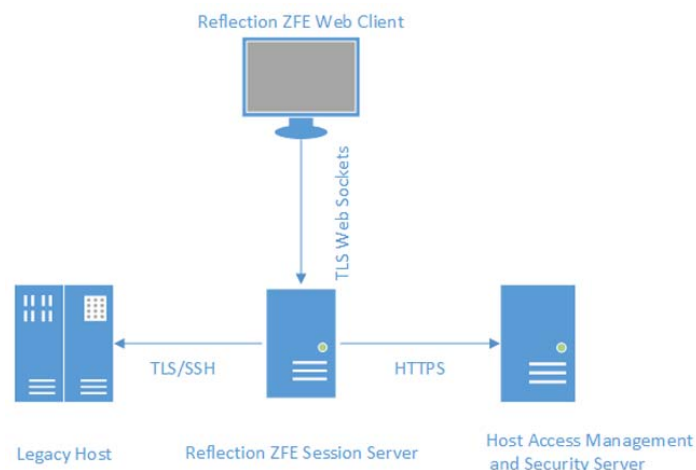 Reflection ZFE Web Client
TLS Web Sockets
TLS/SSH
HTTPS
Legacy Host
Reflection ZFE Session Server
Host Access Management
and Security Server